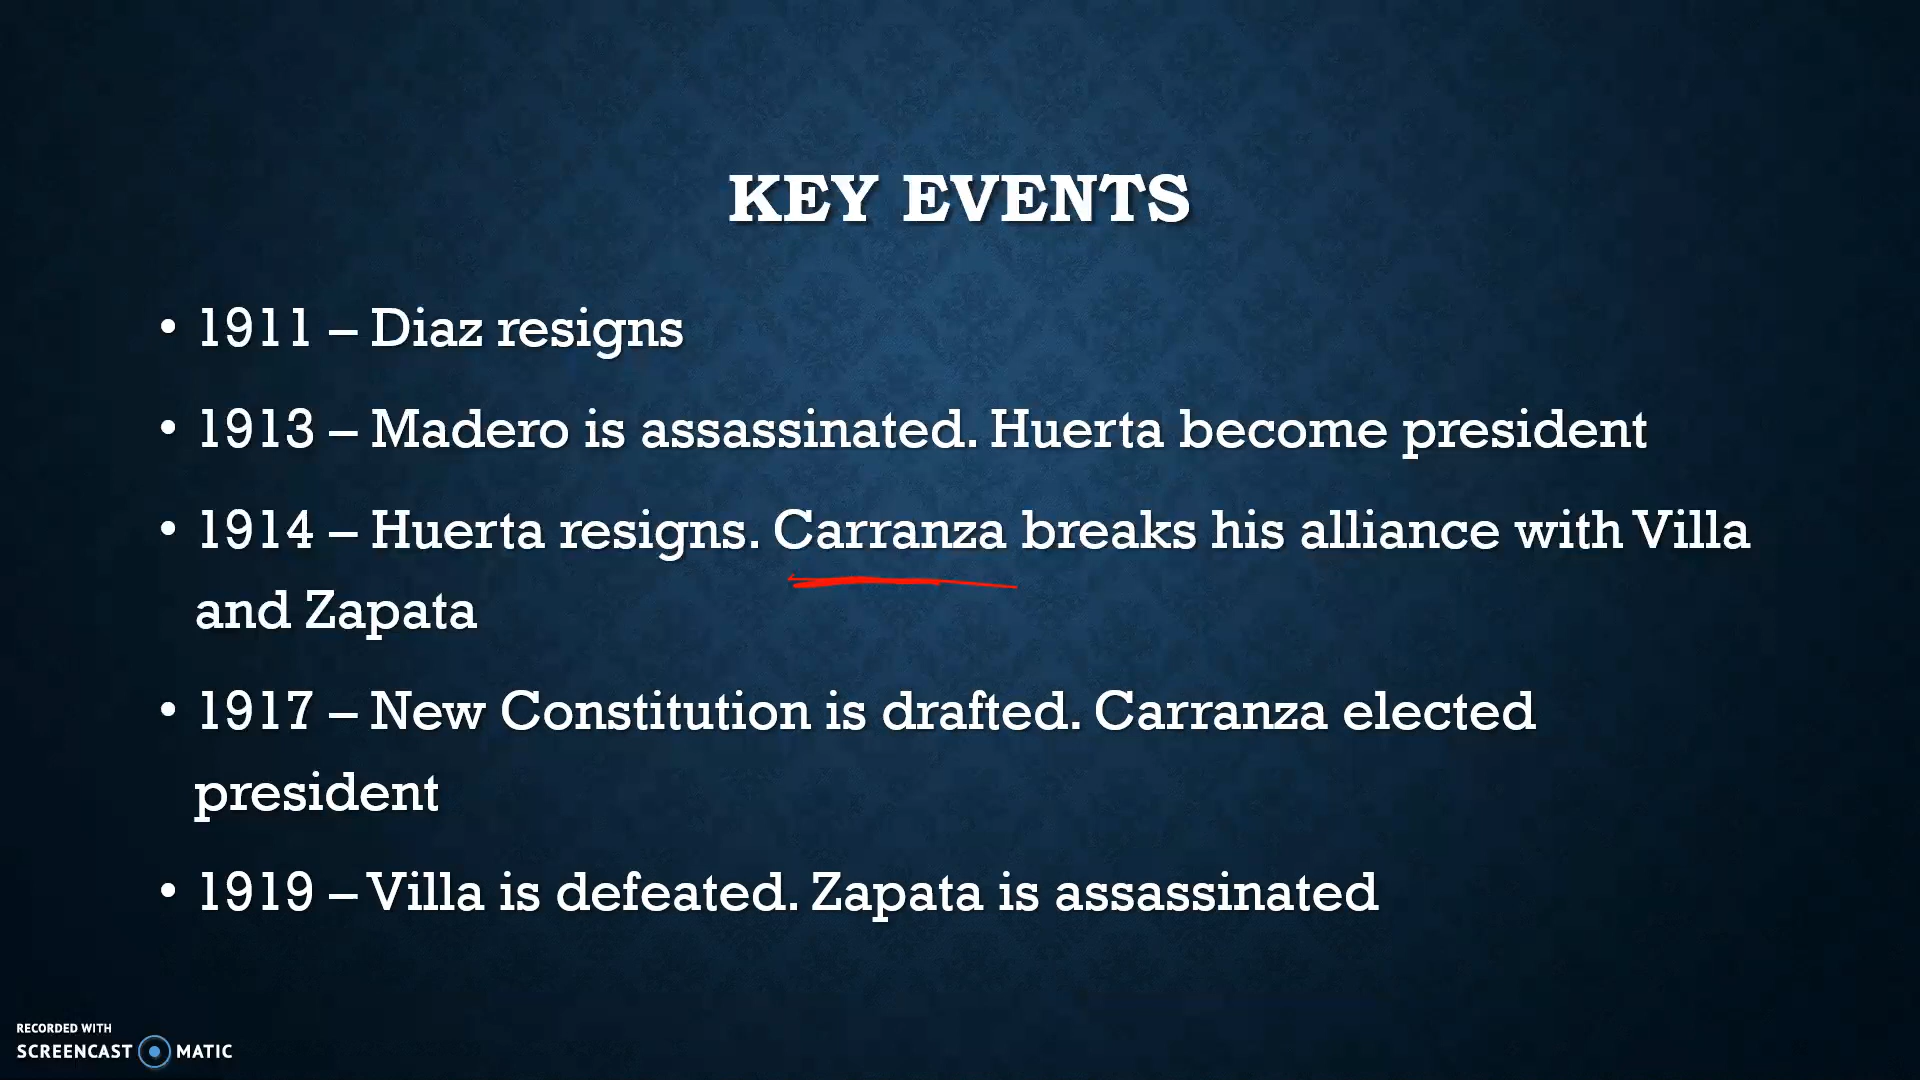 KEY EVENTS
• 1911 – Diaz resigns
• 1913 – Madero is assassinated. Huerta become president
• 1914 – Huerta resigns. Carranza breaks his alliance with Villa
and Zapata
• 1917 – New Constitution is drafted. Carranza elected
president
• 1919 – Villa is defeated. Zapata is assassinated
RECORDED WITH
SCREENCAST MATIC